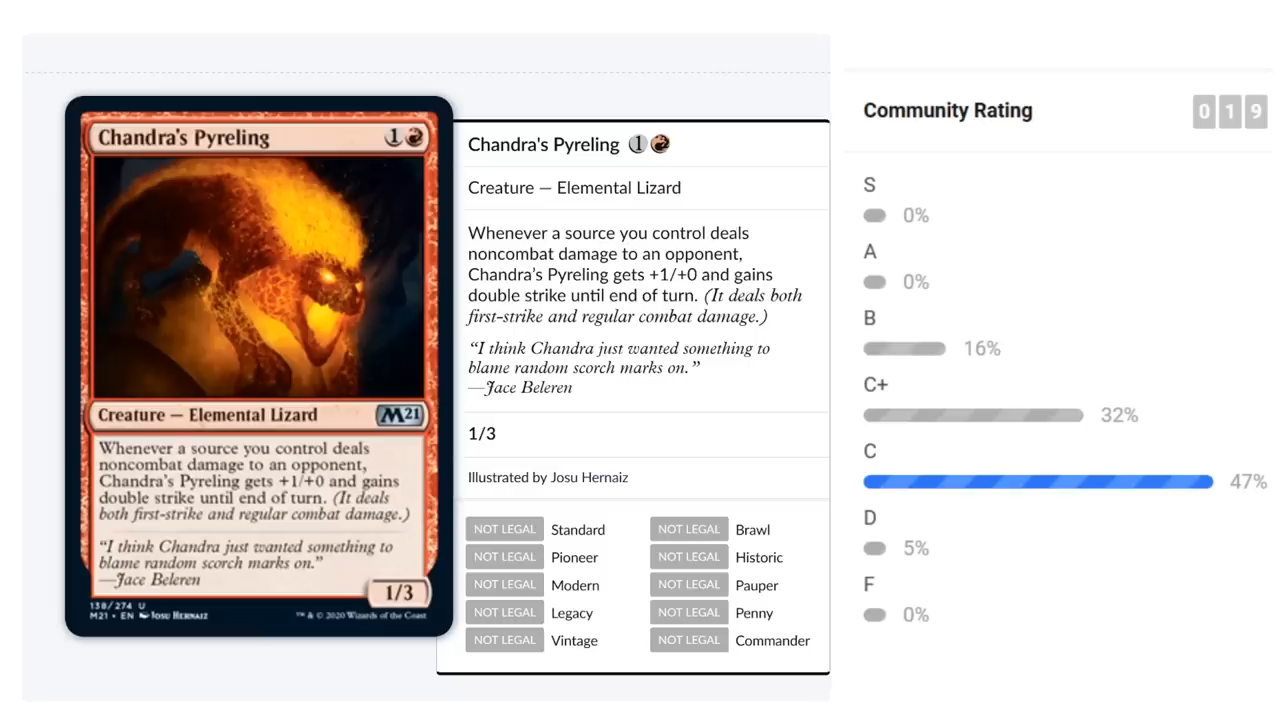 Chandra's Pyreling 1
Creature — Elemental Lizard M21
Whenever a source you control deals
noncombat damage to an opponent,
Chandra's Pyreling gets +1/+0 and gains
double strike until end of turn. (It deals
both first-strike and regular combat damage.)
“I think Chandra just wanted something to
blame random scorch marks on.”
—Jace Beleren
1/3
138/274 U
M21 • EN Josu Hernaiz
™ & © 2020 Wizards of the Coast
Chandra's Pyreling 1
Creature — Elemental Lizard
Whenever a source you control deals
noncombat damage to an opponent,
Chandra's Pyreling gets +1/+0 and gains
double strike until end of turn. (It deals both
first-strike and regular combat damage.)
“I think Chandra just wanted something to
blame random scorch marks on.”
—Jace Beleren
1/3
Illustrated by Josu Hernaiz
NOT LEGAL Standard NOT LEGAL Brawl
NOT LEGAL Pioneer NOT LEGAL Historic
NOT LEGAL Modern NOT LEGAL Pauper
NOT LEGAL Legacy NOT LEGAL Penny
NOT LEGAL Vintage NOT LEGAL Commander
Community Rating 0 1 9
S
0%
A
0%
B
16%
C+
32%
C
47%
D
5%
F
0%